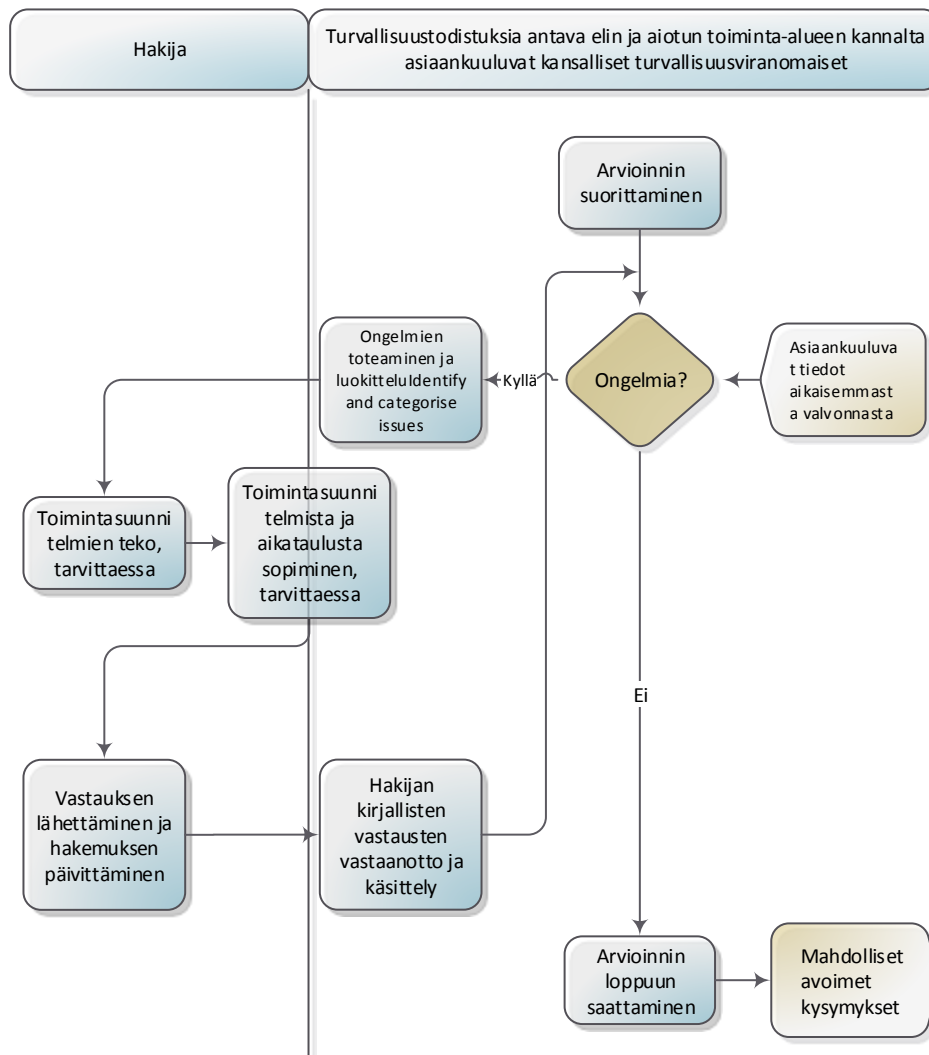 Hakija
Turvallisuustodistuksia antava elin ja aiotun toiminta-alueen kannalta
asiaankuuluvat kansalliset turvallisuusviranomaiset
Arvioinnin
suorittaminen
Ongelmien
toteaminen ja
luokitteluIdentify
and categorise
issues
Kyllä
Ongelmia?
Asiaankuuluva
t tiedot
aikaisemmast
a valvonnasta
Toimintasuunni
telmien teko,
tarvittaessa
Toimintasuunni
telmista ja
aikataulusta
sopiminen,
tarvittaessa
Ei
Vastauksen
lähettäminen ja
hakemuksen
päivittäminen
Hakijan
kirjallisten
vastausten
vastaanotto ja
käsittely
Arvioinnin
loppuun
saattaminen
Mahdolliset
avoimet
kysymykset